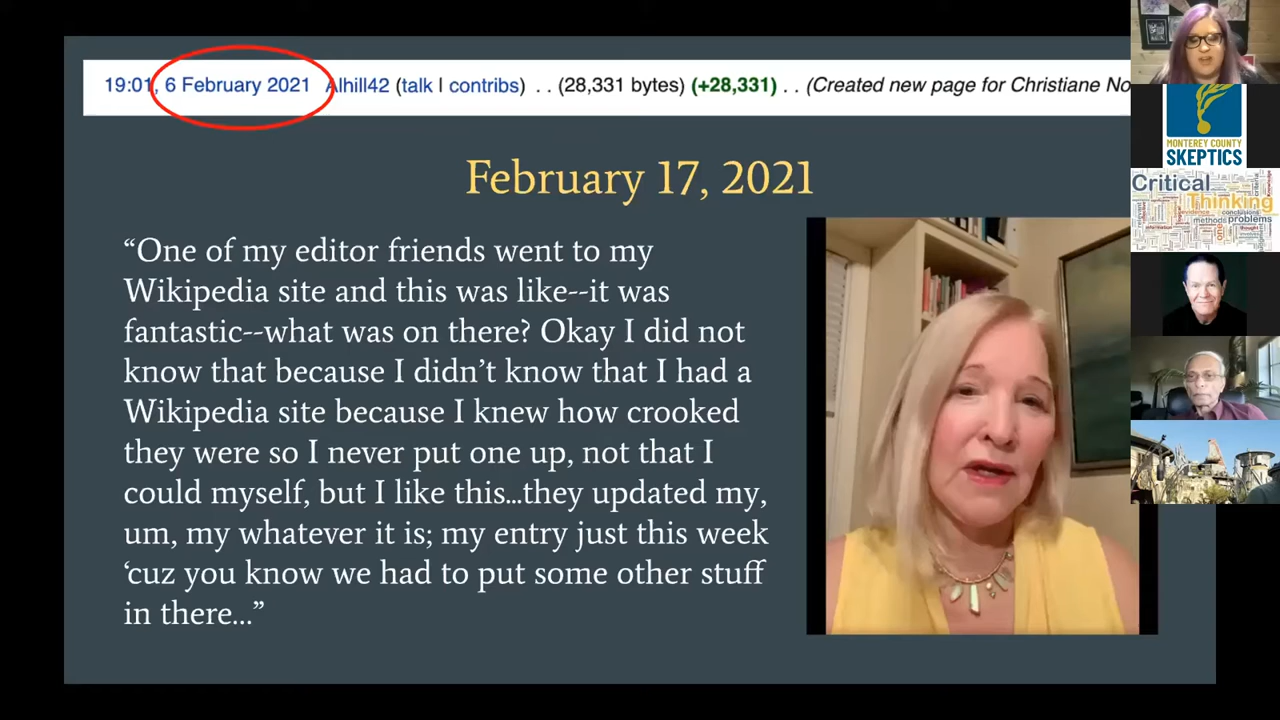 19:01, 6 February 2021 Alhill42 (talk | contribs) . . (28,331 bytes) (+28,331) . . (Created new page for Christiane No
February 17, 2021
“One of my editor friends went to my
Wikipedia site and this was like--it was
fantastic--what was on there? Okay I did not
know that because I didn’t know that I had a
Wikipedia site because I knew how crooked
they were so I never put one up, not that I
could myself, but I like this...they updated my,
um, my whatever it is; my entry just this week
‘cuz you know we had to put some other stuff
in there...”
MONTEREY COUNTY
SKEPTICS
Critical
Thinking
evidence
conclusions
methods
problems